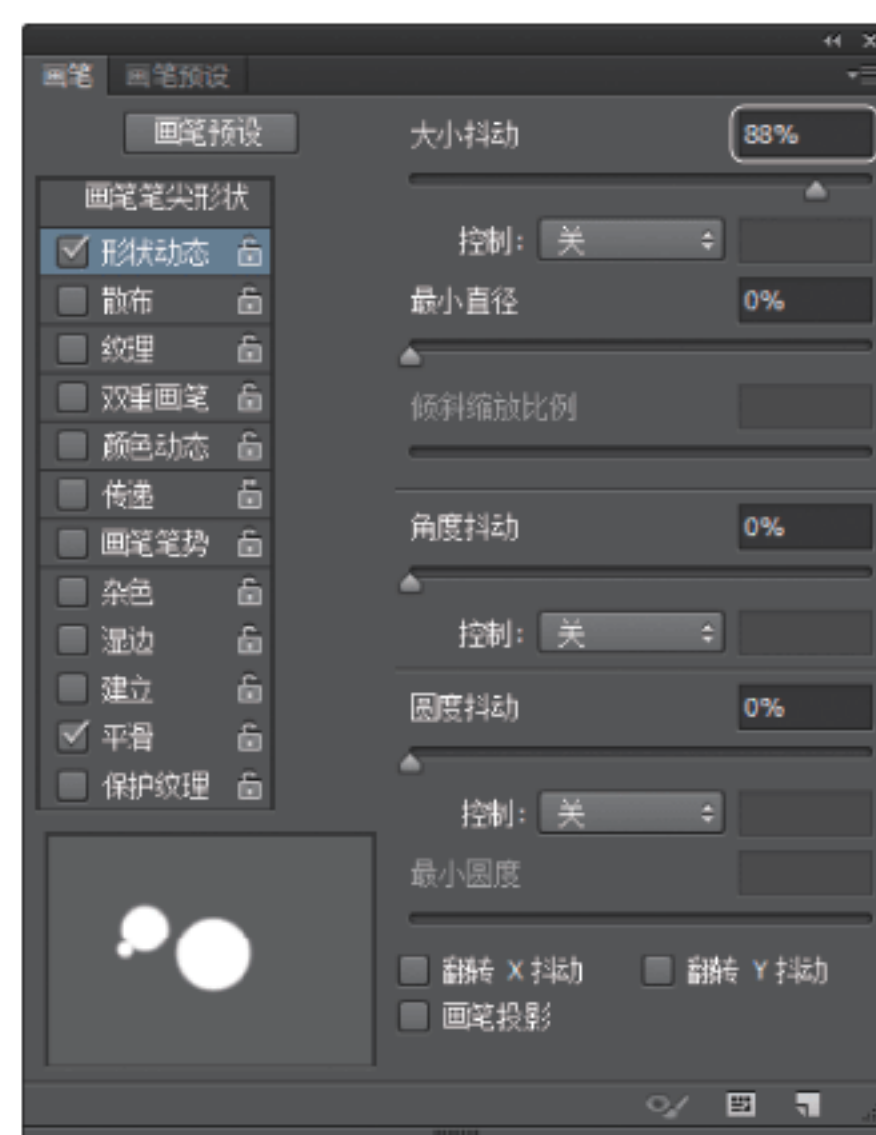 画笔 画笔预设
画笔预设
画笔笔尖形状
形状动态
散布
纹理
双重画笔
颜色动态
传递
画笔笔势
杂色
湿边
建立
平滑
保护纹理
大小抖动 88%
控制: 关
最小直径 0%
倾斜缩放比例
角度抖动 0%
控制: 关
圆度抖动 0%
控制: 关
最小圆度
翻转 X 抖动 翻转 Y 抖动
画笔投影